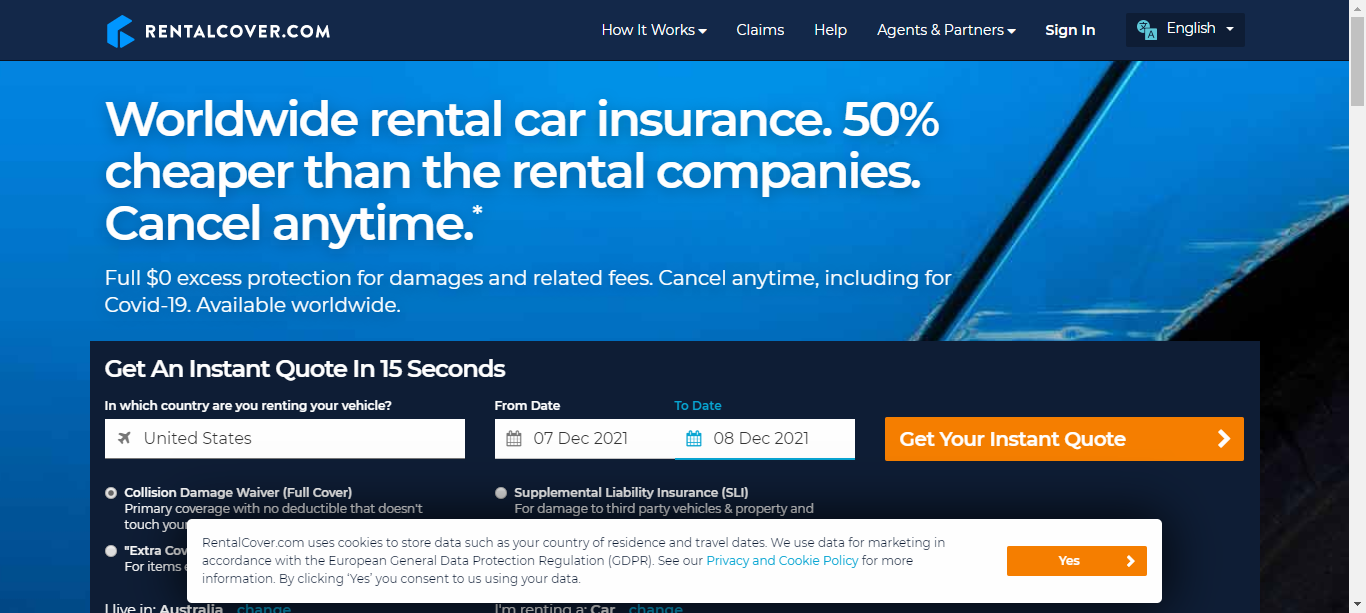 RENTALCOVER.COM
How It Works
Claims
Help
Agents & Partners
Sign In
English
Worldwide rental car insurance. 50%
cheaper than the rental companies.
Cancel anytime.*
Full $0 excess protection for damages and related fees. Cancel anytime, including for
Covid-19. Available worldwide.
Get An Instant Quote In 15 Seconds
In which country are you renting your vehicle?
From Date
To Date
United States
07 Dec 2021
08 Dec 2021
Get Your Instant Quote
Collision Damage Waiver (Full Cover)
Primary coverage with no deductible that doesn't
touch your
Supplemental Liability Insurance (SLI)
For damage to third party vehicles & property and
"Extra Cov
For items
RentalCover.com uses cookies to store data such as your country of residence and travel dates. We use data for marketing in
accordance with the European General Data Protection Regulation (GDPR). See our Privacy and Cookie Policy for more
information. By clicking ‘Yes’ you consent to us using your data.
Yes
I live in: Australia change
I'm renting a: Car change